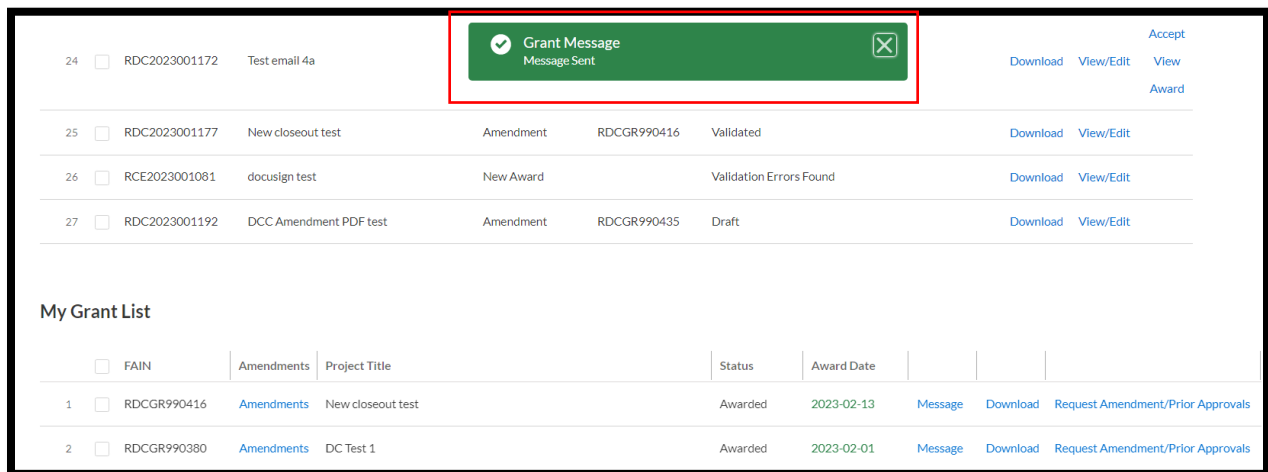 Grant Message
Message Sent
Accept
24 RDC2023001172 Test email 4a Download View/Edit View
Award
25 RDC2023001177 New closeout test Amendment RDCGR990416 Validated Download View/Edit
26 RCE2023001081 docusign test New Award Validation Errors Found Download View/Edit
27 RDC2023001192 DCC Amendment PDF test Amendment RDCGR990435 Draft Download View/Edit
My Grant List
FAIN Amendments Project Title Status Award Date
1 RDCGR990416 Amendments New closeout test Awarded 2023-02-13 Message Download Request Amendment/Prior Approvals
2 RDCGR990380 Amendments DC Test 1 Awarded 2023-02-01 Message Download Request Amendment/Prior Approvals